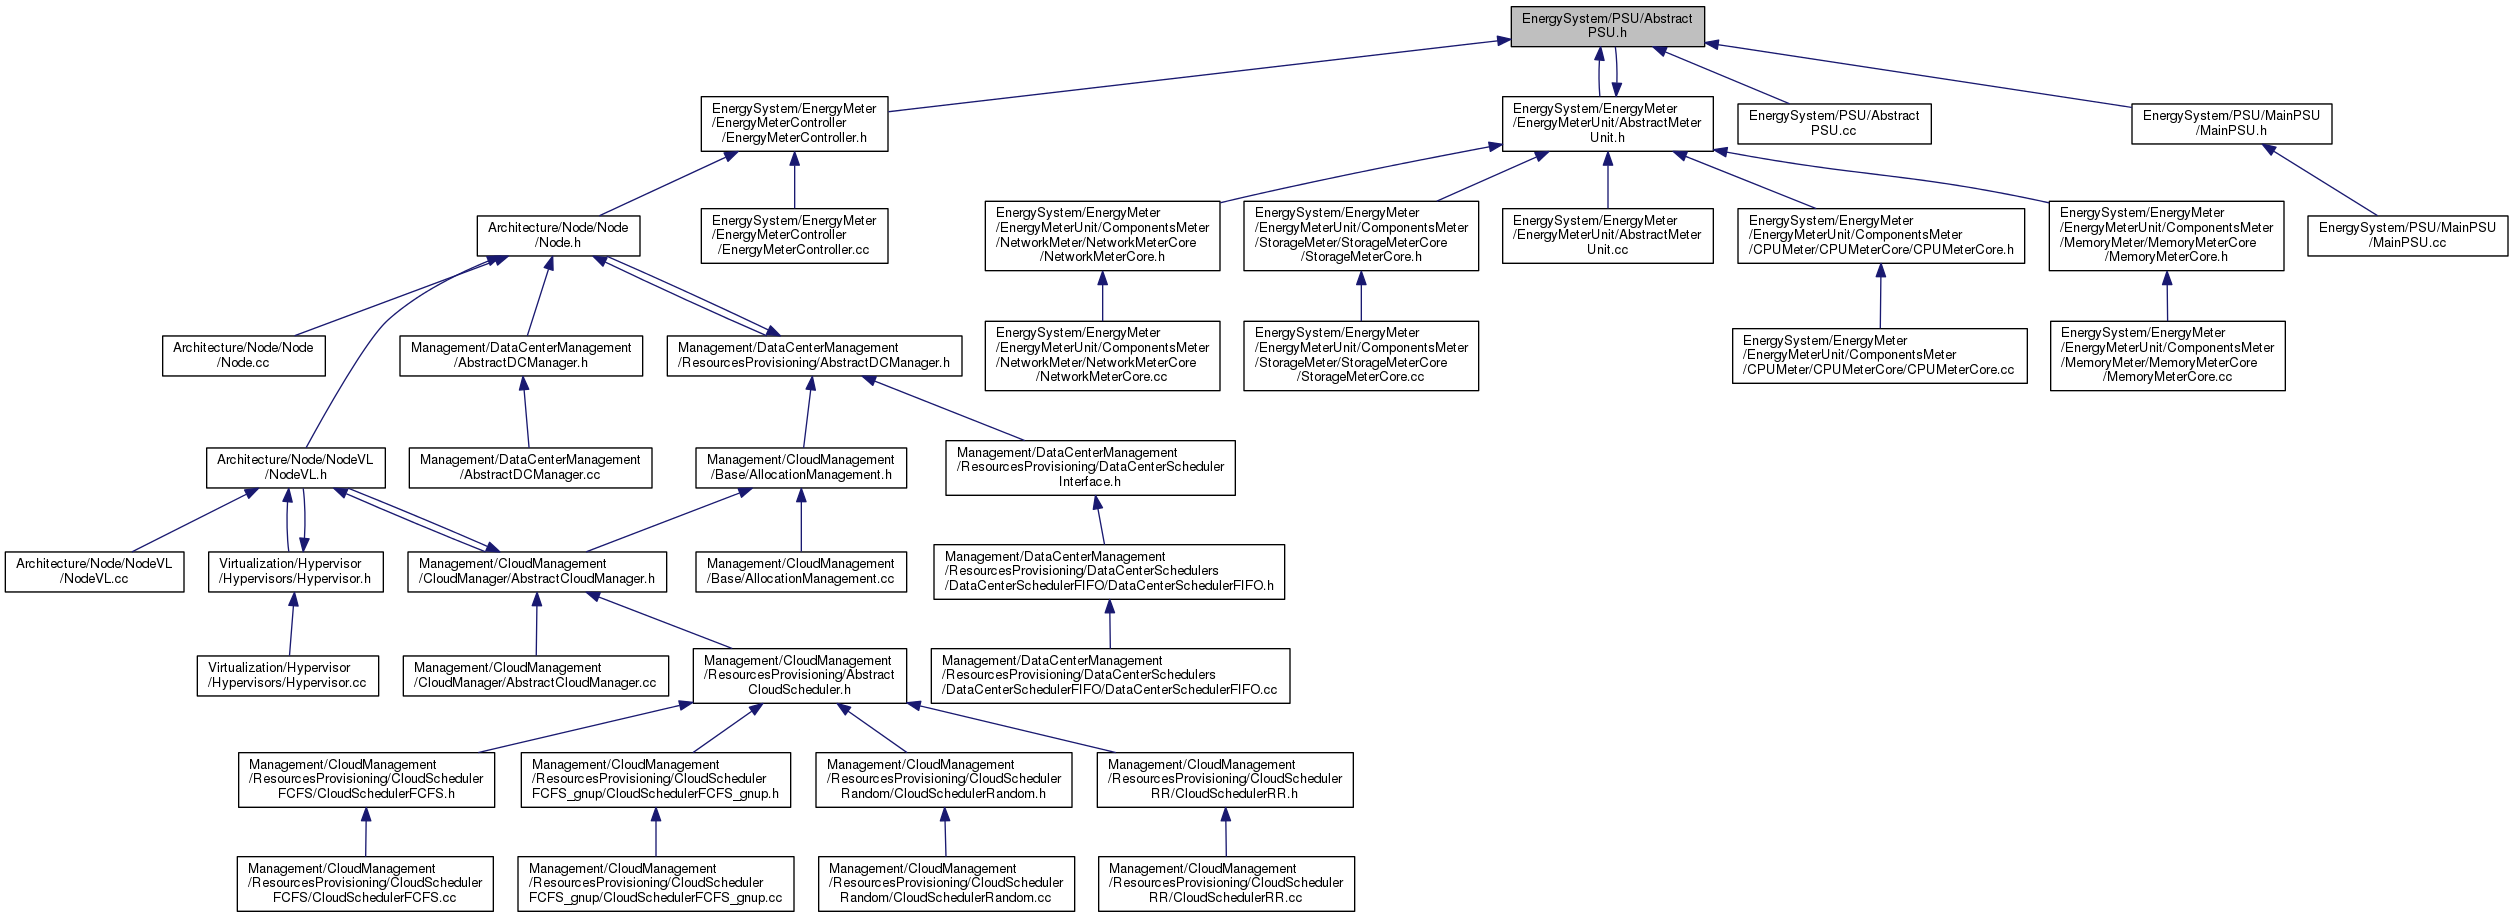 EnergySystem/PSU/Abstract
PSU.h
EnergySystem/EnergyMeter
/EnergyMeterController
/EnergyMeterController.h
EnergySystem/EnergyMeter
/EnergyMeterUnit/AbstractMeter
Unit.h
EnergySystem/PSU/Abstract
PSU.cc
EnergySystem/PSU/MainPSU
/MainPSU.h
Architecture/Node/Node
/Node.h
EnergySystem/EnergyMeter
/EnergyMeterController
/EnergyMeterController.cc
EnergySystem/EnergyMeter
/EnergyMeterUnit/ComponentsMeter
/NetworkMeter/NetworkMeterCore
/NetworkMeterCore.h
EnergySystem/EnergyMeter
/EnergyMeterUnit/ComponentsMeter
/StorageMeter/StorageMeterCore
/StorageMeterCore.h
EnergySystem/EnergyMeter
/EnergyMeterUnit/AbstractMeter
Unit.cc
EnergySystem/EnergyMeter
/EnergyMeterUnit/ComponentsMeter
/CPUMeter/CPUMeterCore/CPUMeterCore.h
EnergySystem/EnergyMeter
/EnergyMeterUnit/ComponentsMeter
/MemoryMeter/MemoryMeterCore
/MemoryMeterCore.h
EnergySystem/PSU/MainPSU
/MainPSU.cc
Architecture/Node/Node
/Node.cc
Management/DataCenterManagement
/AbstractDCManager.h
Management/DataCenterManagement
/ResourcesProvisioning/AbstractDCManager.h
EnergySystem/EnergyMeter
/EnergyMeterUnit/ComponentsMeter
/NetworkMeter/NetworkMeterCore
/NetworkMeterCore.cc
EnergySystem/EnergyMeter
/EnergyMeterUnit/ComponentsMeter
/StorageMeter/StorageMeterCore
/StorageMeterCore.cc
EnergySystem/EnergyMeter
/EnergyMeterUnit/ComponentsMeter
/CPUMeter/CPUMeterCore/CPUMeterCore.cc
EnergySystem/EnergyMeter
/EnergyMeterUnit/ComponentsMeter
/MemoryMeter/MemoryMeterCore
/MemoryMeterCore.cc
Architecture/Node/NodeVL
/NodeVL.h
Management/DataCenterManagement
/AbstractDCManager.cc
Management/CloudManagement
/Base/AllocationManagement.h
Management/DataCenterManagement
/ResourcesProvisioning/DataCenterScheduler
Interface.h
Architecture/Node/NodeVL
/NodeVL.cc
Virtualization/Hypervisor
/Hypervisors/Hypervisor.h
Management/CloudManagement
/CloudManager/AbstractCloudManager.h
Management/CloudManagement
/Base/AllocationManagement.cc
Management/DataCenterManagement
/ResourcesProvisioning/DataCenterSchedulers
/DataCenterSchedulerFIFO/DataCenterSchedulerFIFO.h
Virtualization/Hypervisor
/Hypervisors/Hypervisor.cc
Management/CloudManagement
/CloudManager/AbstractCloudManager.cc
Management/CloudManagement
/ResourcesProvisioning/Abstract
CloudScheduler.h
Management/DataCenterManagement
/ResourcesProvisioning/DataCenterSchedulers
/DataCenterSchedulerFIFO/DataCenterSchedulerFIFO.cc
Management/CloudManagement
/ResourcesProvisioning/CloudScheduler
FCFS/CloudSchedulerFCFS.h
Management/CloudManagement
/ResourcesProvisioning/CloudScheduler
FCFS_gnup/CloudSchedulerFCFS_gnup.h
Management/CloudManagement
/ResourcesProvisioning/CloudScheduler
Random/CloudSchedulerRandom.h
Management/CloudManagement
/ResourcesProvisioning/CloudScheduler
RR/CloudSchedulerRR.h
Management/CloudManagement
/ResourcesProvisioning/CloudScheduler
FCFS/CloudSchedulerFCFS.cc
Management/CloudManagement
/ResourcesProvisioning/CloudScheduler
FCFS_gnup/CloudSchedulerFCFS_gnup.cc
Management/CloudManagement
/ResourcesProvisioning/CloudScheduler
Random/CloudSchedulerRandom.cc
Management/CloudManagement
/ResourcesProvisioning/CloudScheduler
RR/CloudSchedulerRR.cc